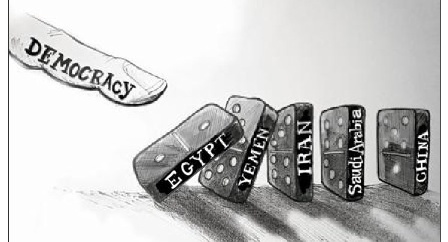 DEMOCRACY
EGYPT
YEMEN
IRAN
Saudi Arabia
CHINA